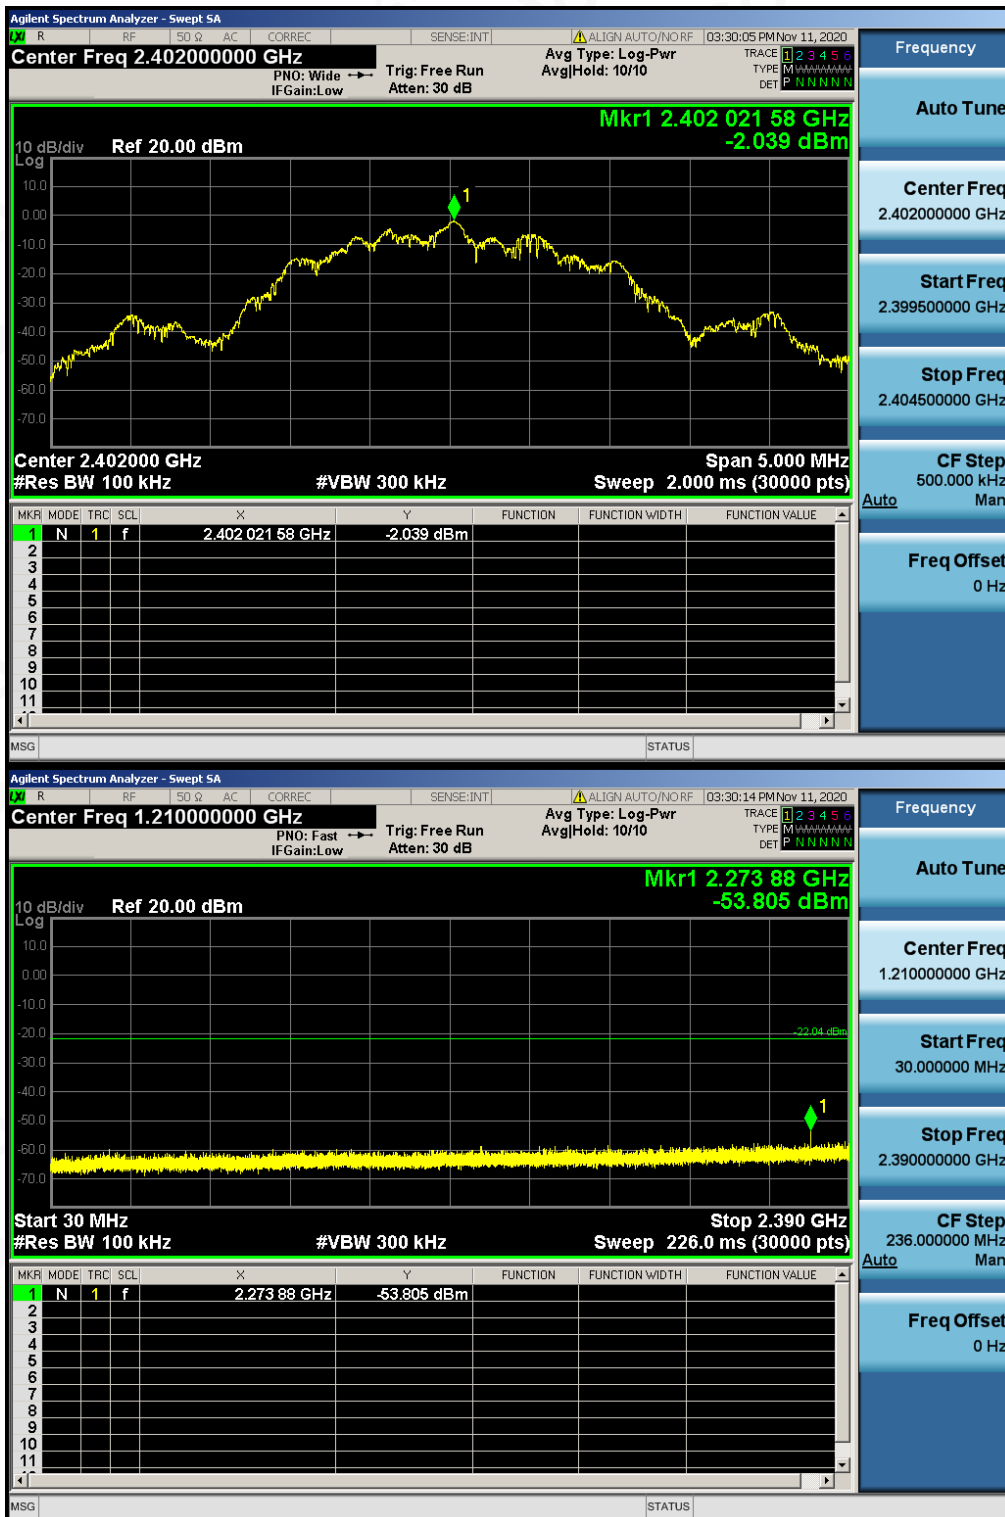 Agilent Spectrum Analyzer - Swept SA
LXI R RF 50 Ω AC CORREC SENSE:INT ALIGN AUTO/NO RF 03:30:05 PM Nov 11, 2020
Center Freq 2.402000000 GHz
PNO: Wide
IFGain:Low
Trig: Free Run
Atten: 30 dB
Avg Type: Log-Pwr
Avg|Hold: 10/10
TRACE 1 2 3 4 5 6
TYPE M
DET P N N N N N
Mkr1 2.402 021 58 GHz
-2.039 dBm
10 dB/div Ref 20.00 dBm
Log
10.0
0.00
-10.0
-20.0
-30.0
-40.0
-50.0
-60.0
-70.0
1
Center 2.402000 GHz Span 5.000 MHz
#Res BW 100 kHz #VBW 300 kHz Sweep 2.000 ms (30000 pts)
MKR MODE TRC SCL X Y FUNCTION FUNCTION WIDTH FUNCTION VALUE
1 N 1 f 2.402 021 58 GHz -2.039 dBm
2
3
4
5
6
7
8
9
10
11
MSG STATUS
Frequency
Auto Tune
Center Freq
2.402000000 GHz
Start Freq
2.399500000 GHz
Stop Freq
2.404500000 GHz
CF Step
500.000 kHz
Auto Man
Freq Offset
0 Hz
Agilent Spectrum Analyzer - Swept SA
LXI R RF 50 Ω AC CORREC SENSE:INT ALIGN AUTO/NO RF 03:30:14 PM Nov 11, 2020
Center Freq 1.210000000 GHz
PNO: Fast
IFGain:Low
Trig: Free Run
Atten: 30 dB
Avg Type: Log-Pwr
Avg|Hold: 10/10
TRACE 1 2 3 4 5 6
TYPE M
DET P N N N N N
Mkr1 2.273 88 GHz
-53.805 dBm
10 dB/div Ref 20.00 dBm
Log
10.0
0.00
-10.0
-20.0
-30.0
-40.0
-50.0
-60.0
-70.0
-22.04 dBm
1
Start 30 MHz Stop 2.390 GHz
#Res BW 100 kHz #VBW 300 kHz Sweep 226.0 ms (30000 pts)
MKR MODE TRC SCL X Y FUNCTION FUNCTION WIDTH FUNCTION VALUE
1 N 1 f 2.273 88 GHz -53.805 dBm
2
3
4
5
6
7
8
9
10
11
MSG STATUS
Frequency
Auto Tune
Center Freq
1.210000000 GHz
Start Freq
30.000000 MHz
Stop Freq
2.390000000 GHz
CF Step
236.000000 MHz
Auto Man
Freq Offset
0 Hz